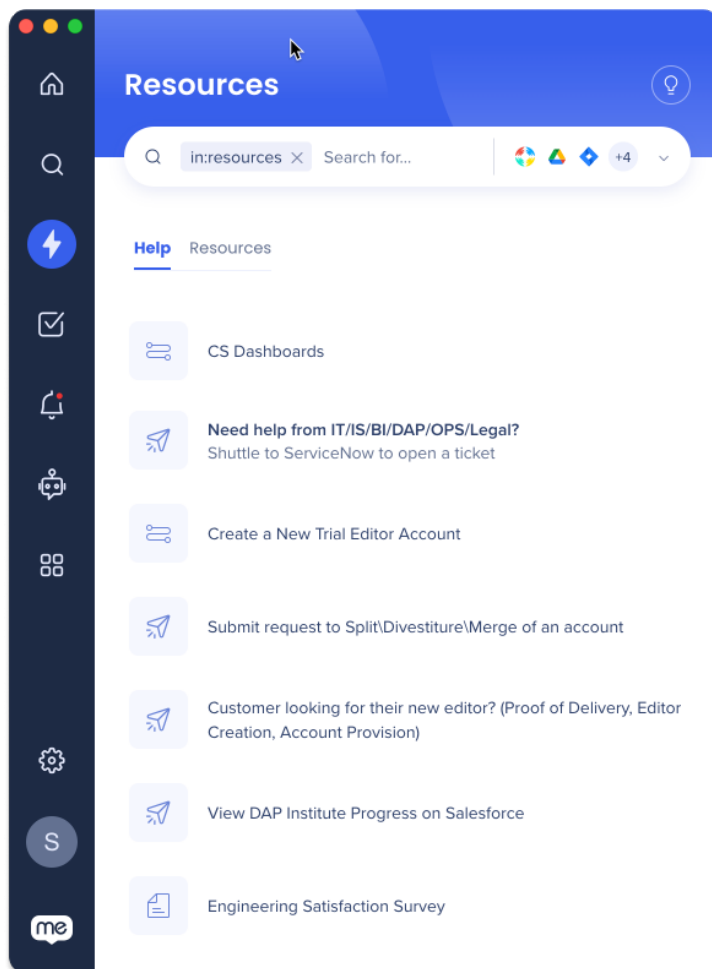 Resources
in:resources
Search for...
+4
Help
Resources
CS Dashboards
Need help from IT/IS/BI/DAP/OPS/Legal?
Shuttle to ServiceNow to open a ticket
Create a New Trial Editor Account
Submit request to Split\Divestiture\Merge of an account
Customer looking for their new editor? (Proof of Delivery, Editor
Creation, Account Provision)
View DAP Institute Progress on Salesforce
Engineering Satisfaction Survey
S
me